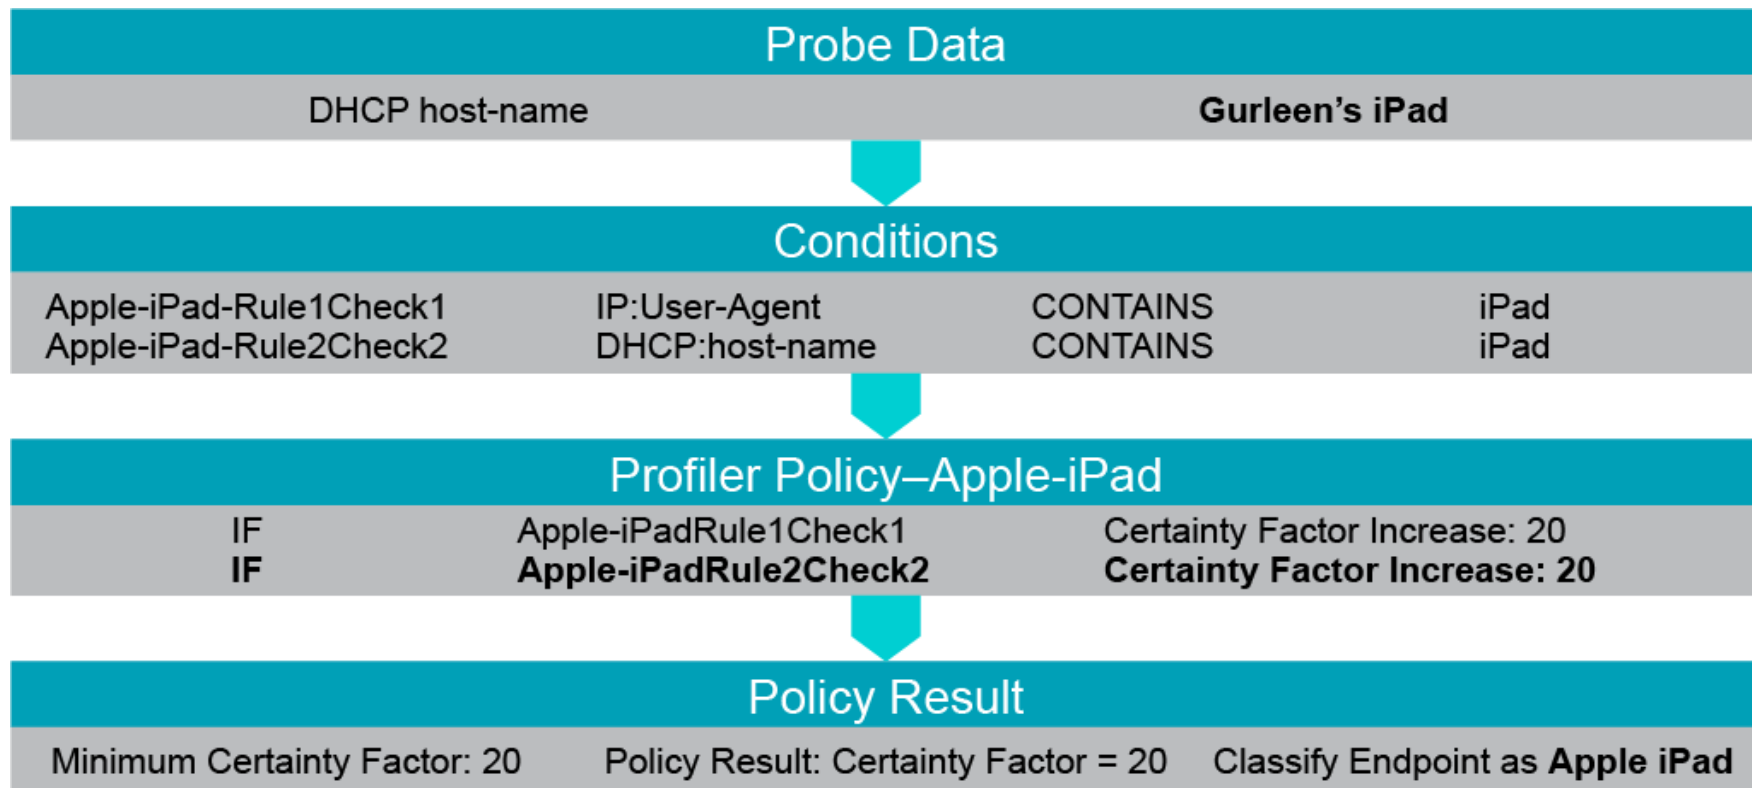 Probe Data
DHCP host-name Gurleen’s iPad
Conditions
Apple-iPad-Rule1Check1 IP:User-Agent CONTAINS iPad
Apple-iPad-Rule2Check2 DHCP:host-name CONTAINS iPad
Profiler Policy–Apple-iPad
IF Apple-iPadRule1Check1 Certainty Factor Increase: 20
IF Apple-iPadRule2Check2 Certainty Factor Increase: 20
Policy Result
Minimum Certainty Factor: 20 Policy Result: Certainty Factor = 20 Classify Endpoint as Apple iPad